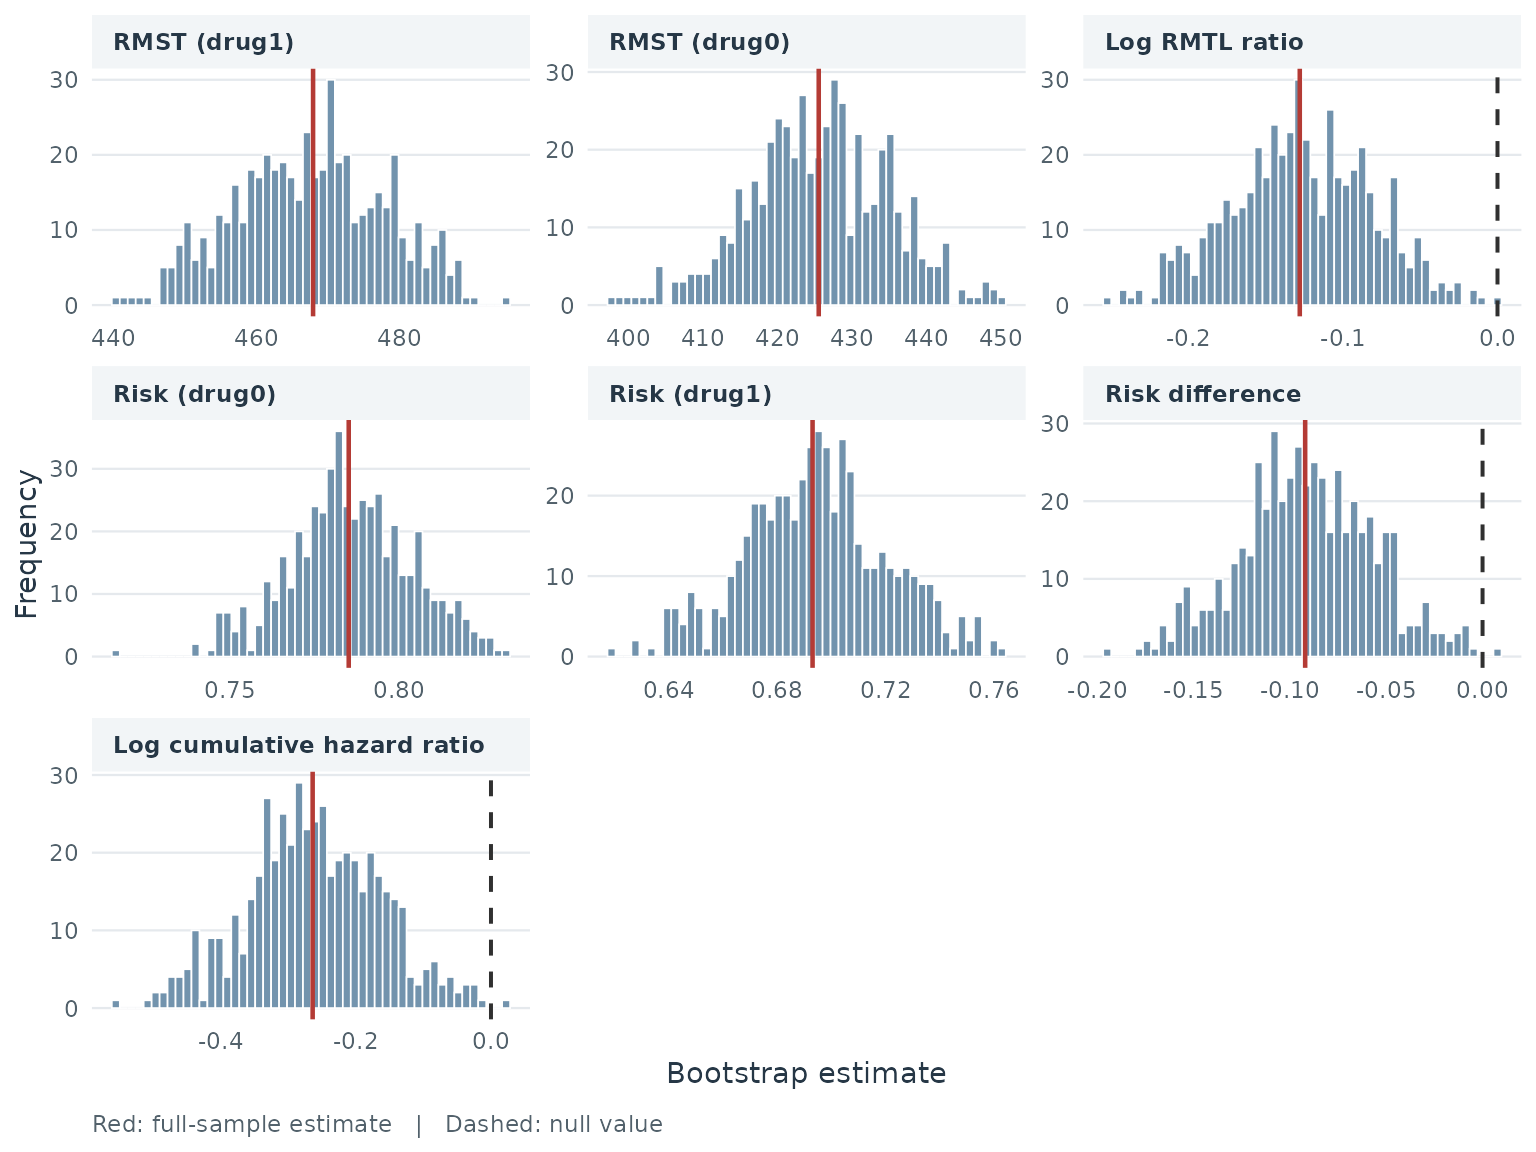 RMST (drug1)
RMST (drug0)
Log RMTL ratio
30
20
10
0
440 460 480
30
20
10
0
400 410 420 430 440 450
30
20
10
0
-0.2 -0.1 0.0
Risk (drug0)
Risk (drug1)
Risk difference
Frequency
30
20
10
0
0.75 0.80
20
10
0
0.64 0.68 0.72 0.76
30
20
10
0
-0.20 -0.15 -0.10 -0.05 0.00
Log cumulative hazard ratio
30
20
10
0
-0.4 -0.2 0.0
Bootstrap estimate
Red: full-sample estimate | Dashed: null value